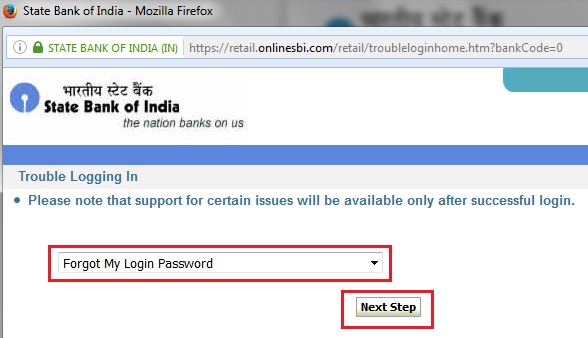 State Bank of India - Mozilla Firefox
STATE BANK OF INDIA (IN) https://retail.onlinesbi.com/retail/troubleloginhome.htm?bankCode=0
भारतीय स्टेट बैंक
State Bank of India
the nation banks on us
Trouble Logging In
• Please note that support for certain issues will be available only after successful login.
Forgot My Login Password
Next Step